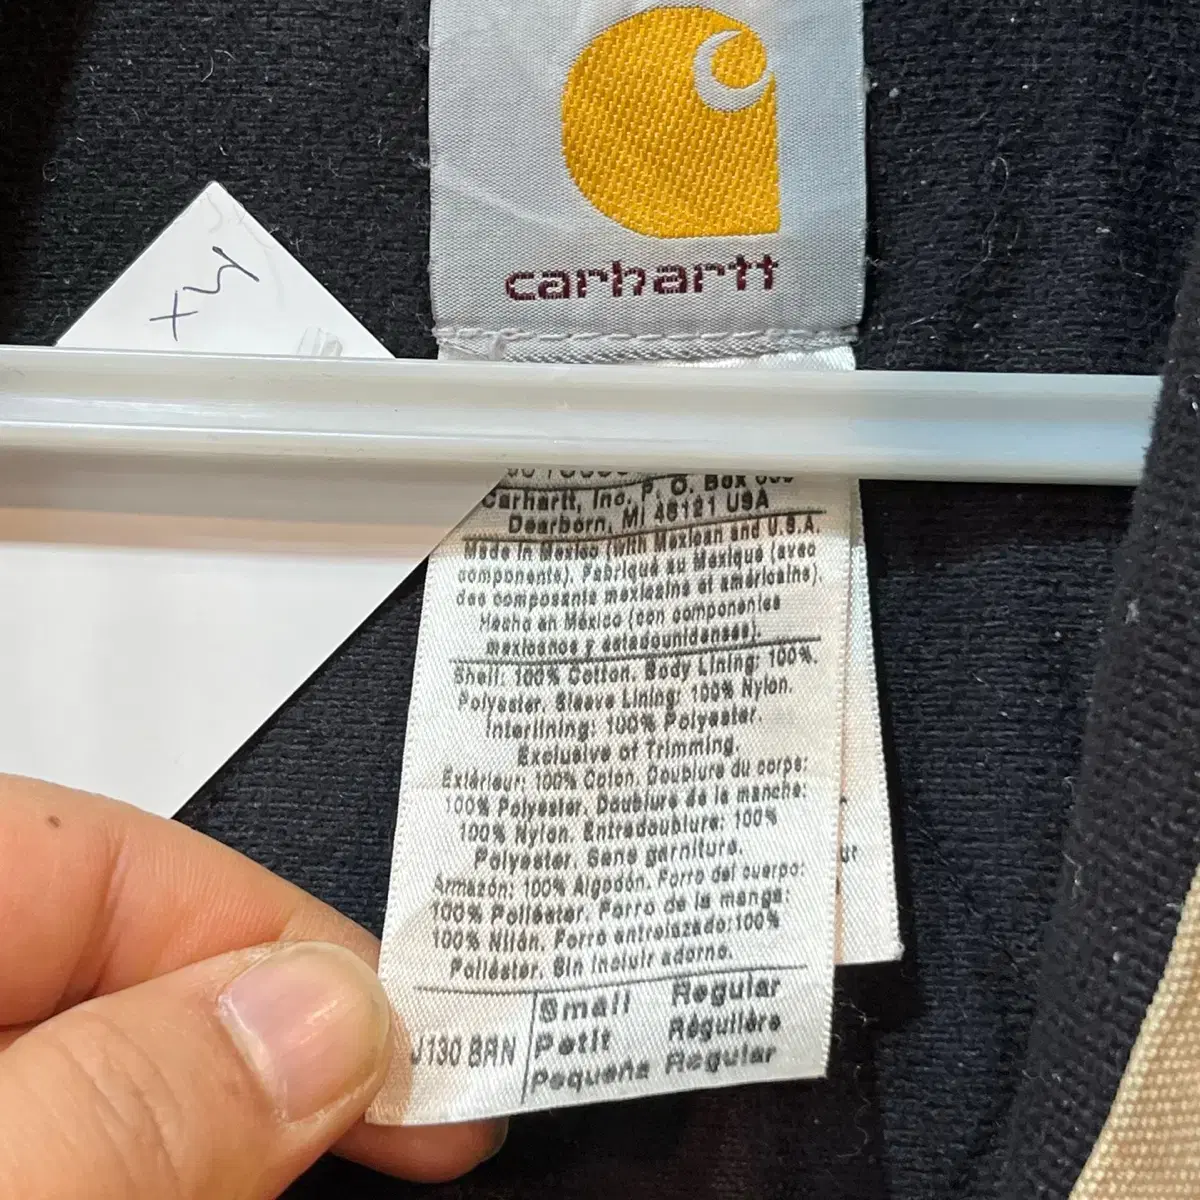 carhartt
Carhartt, Inc. P. O. Box
Dearborn, MI 48121 USA
Made in Mexico (with Mexican and U.S.A.
components). Fabriqué au Mexique (avec
des composants mexicains et américains).
Hecho en México (con componentes
mexicanos y estadounidenses).
Shell: 100% Cotton. Body Lining: 100%
Polyester. Sleeve Lining: 100% Nylon.
Interlining: 100% Polyester.
Exclusive of Trimming.
Extérieur: 100% Coton. Doublure du corps:
100% Polyester. Doublure de la manche:
100% Nylon. Entredoublure: 100%
Polyester. Sans garniture.
Armazón: 100% Algodón. Forro del cuerpo:
100% Poliéster. Forro de la manga:
100% Nilón. Forro entrelazado:100%
Poliéster. Sin incluir adorno.
J130 BRN
Small Regular
Petit Régulière
Pequeña Regular